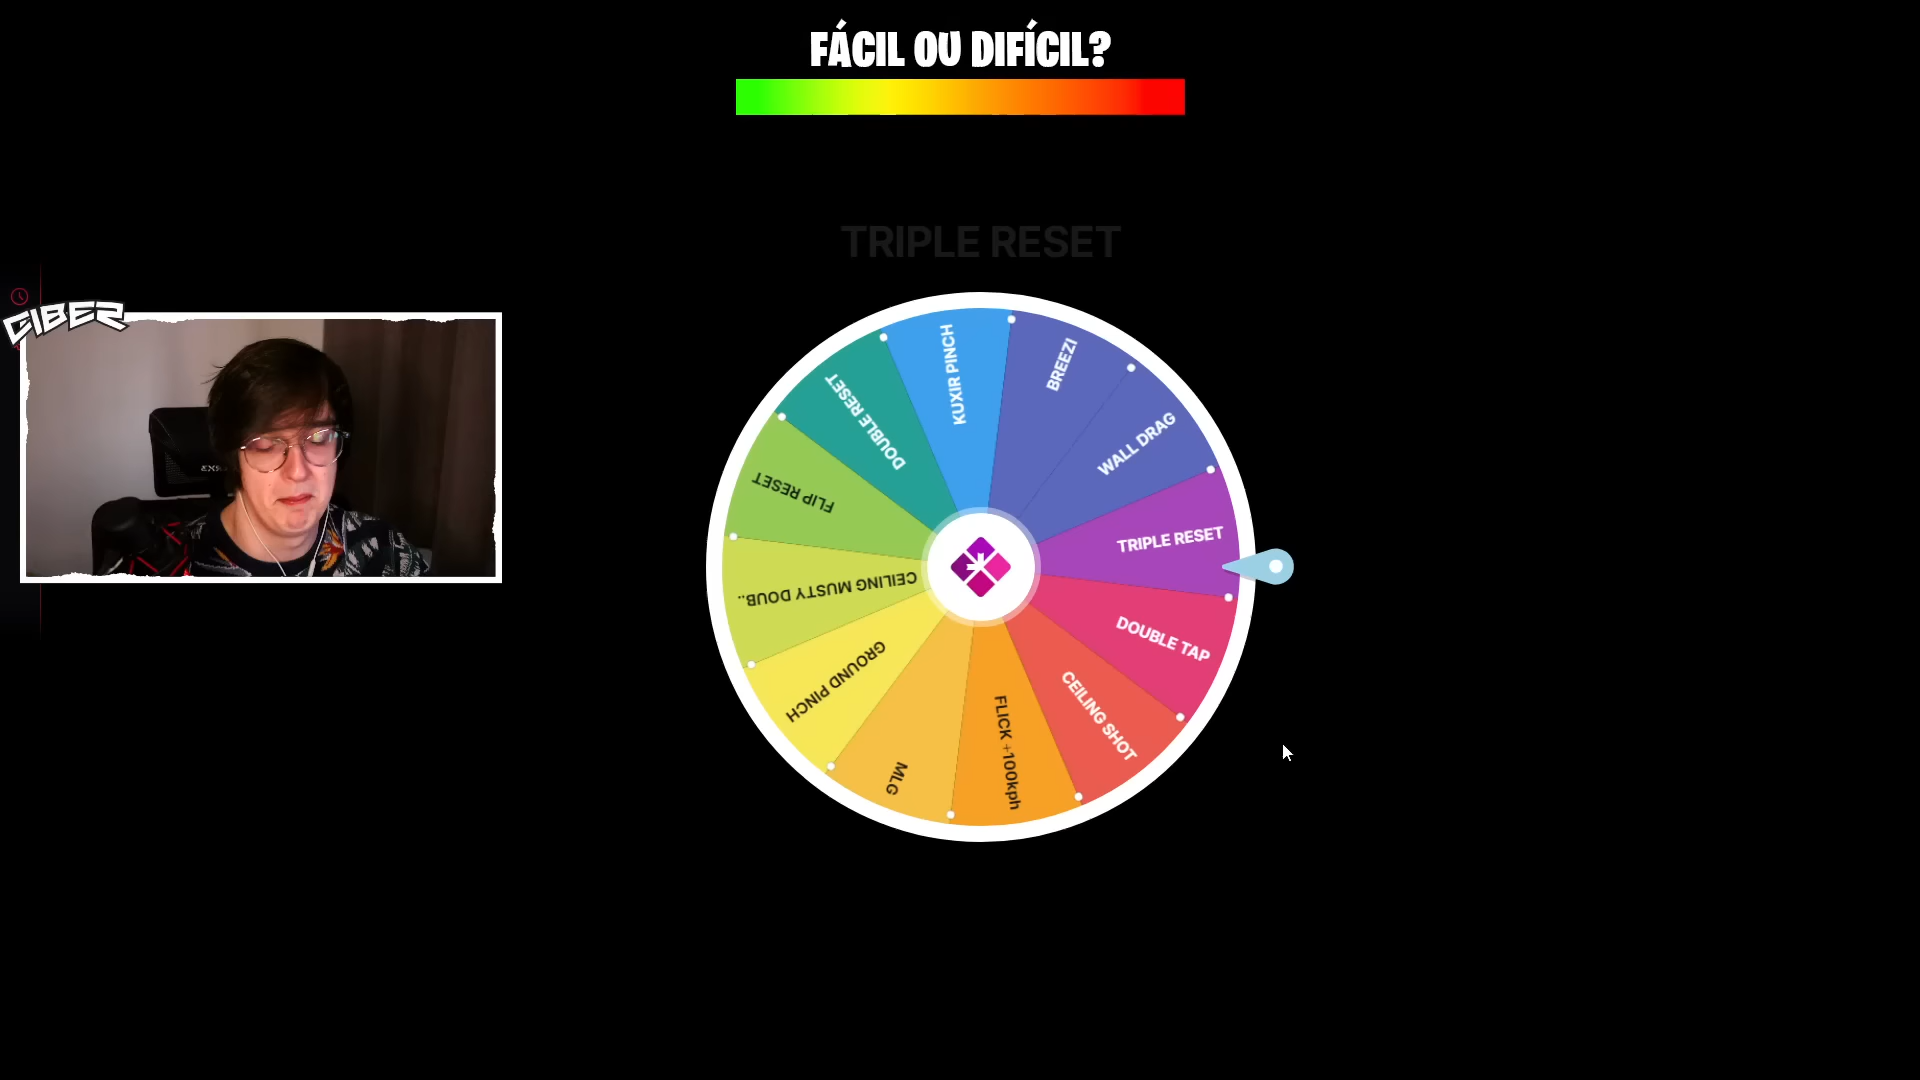 FÁCIL OU DIFÍCIL?
TRIPLE RESET
CIBER
KUXIR PINCH
BREEZI
WALL DRAG
TRIPLE RESET
DOUBLE TAP
CEILING SHOT
FLICK +100kph
MLG
GROUND PINCH
CEILING MUSTY DOUB..
FLIP RESET
DOUBLE RESET